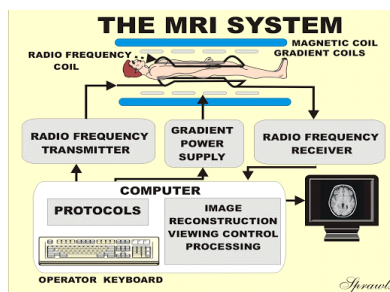 THE MRI SYSTEM
RADIO FREQUENCY
COIL
MAGNETIC COIL
GRADIENT COILS
RADIO FREQUENCY
TRANSMITTER
GRADIENT
POWER
SUPPLY
RADIO FREQUENCY
RECEIVER
COMPUTER
PROTOCOLS
IMAGE
RECONSTRUCTION
VIEWING CONTROL
PROCESSING
OPERATOR KEYBOARD